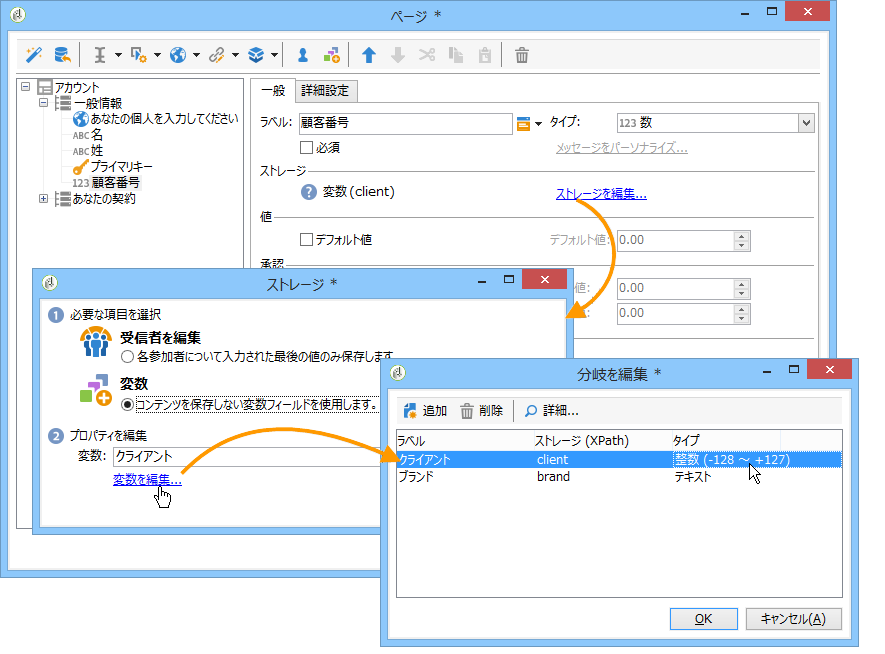 ページ *
アカウント
一般情報
あなたの個人を入力してください
ABC 名
ABC 姓
プライマリキー
123 顧客番号
あなたの契約
一般
詳細設定
ラベル: 顧客番号
タイプ: 123 数
必須
メッセージをパーソナライズ...
ストレージ
? 変数 (client)
ストレージを編集...
値
デフォルト値
デフォルト値: 0.00
承認
値: 0.00
0.00
ストレージ *
1 必要な項目を選択
受信者を編集
各参加者について入力された最後の値のみ保存します
変数
コンテンツを保存しない変数フィールドを使用します。
2 プロパティを編集
変数: クライアント
変数を編集...
分岐を編集 *
追加 削除 詳細...
ラベル ストレージ (XPath) タイプ
クライアント client 整数 (-128 ～ +127)
ブランド brand テキスト
OK キャンセル(A)